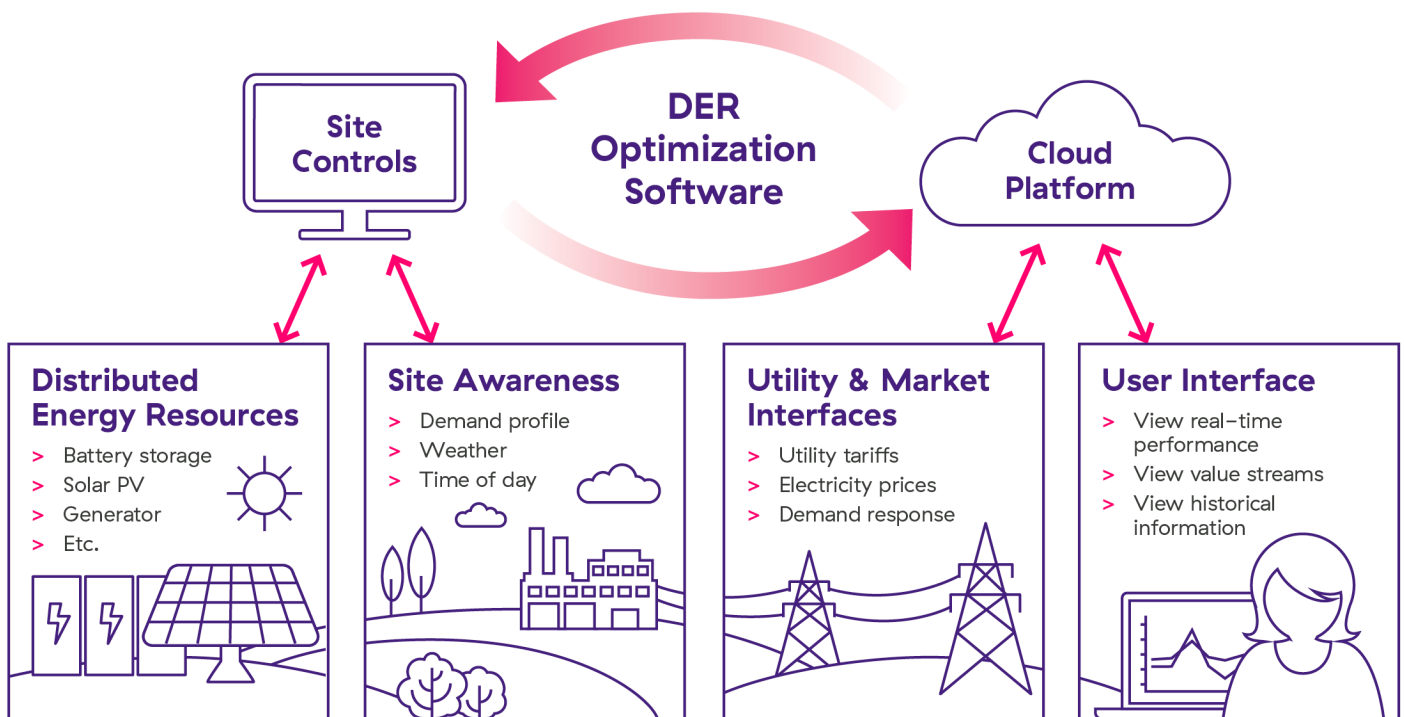 DER
Optimization
Software
Site
Controls
Cloud
Platform
Distributed
Energy Resources
> Battery storage
> Solar PV
> Generator
> Etc.
Site Awareness
> Demand profile
> Weather
> Time of day
Utility & Market
Interfaces
> Utility tariffs
> Electricity prices
> Demand response
User Interface
> View real-time
performance
> View value streams
> View historical
information